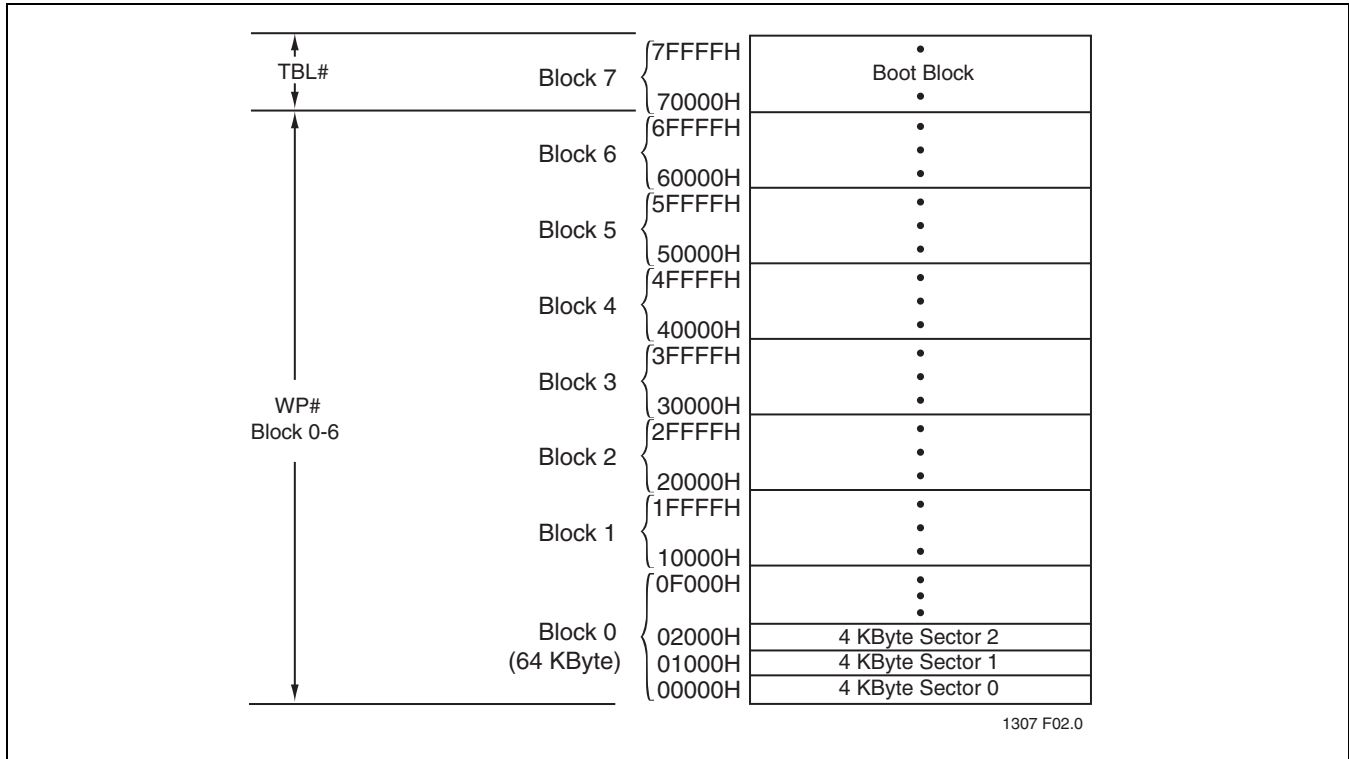 TBL#
Block 7
7FFFFH
70000H
Boot Block
Block 6
6FFFFH
60000H
Block 5
5FFFFH
50000H
Block 4
4FFFFH
40000H
Block 3
3FFFFH
30000H
WP#
Block 0-6
Block 2
2FFFFH
20000H
Block 1
1FFFFH
10000H
0F000H
Block 0
(64 KByte)
02000H 4 KByte Sector 2
01000H 4 KByte Sector 1
00000H 4 KByte Sector 0
1307 F02.0